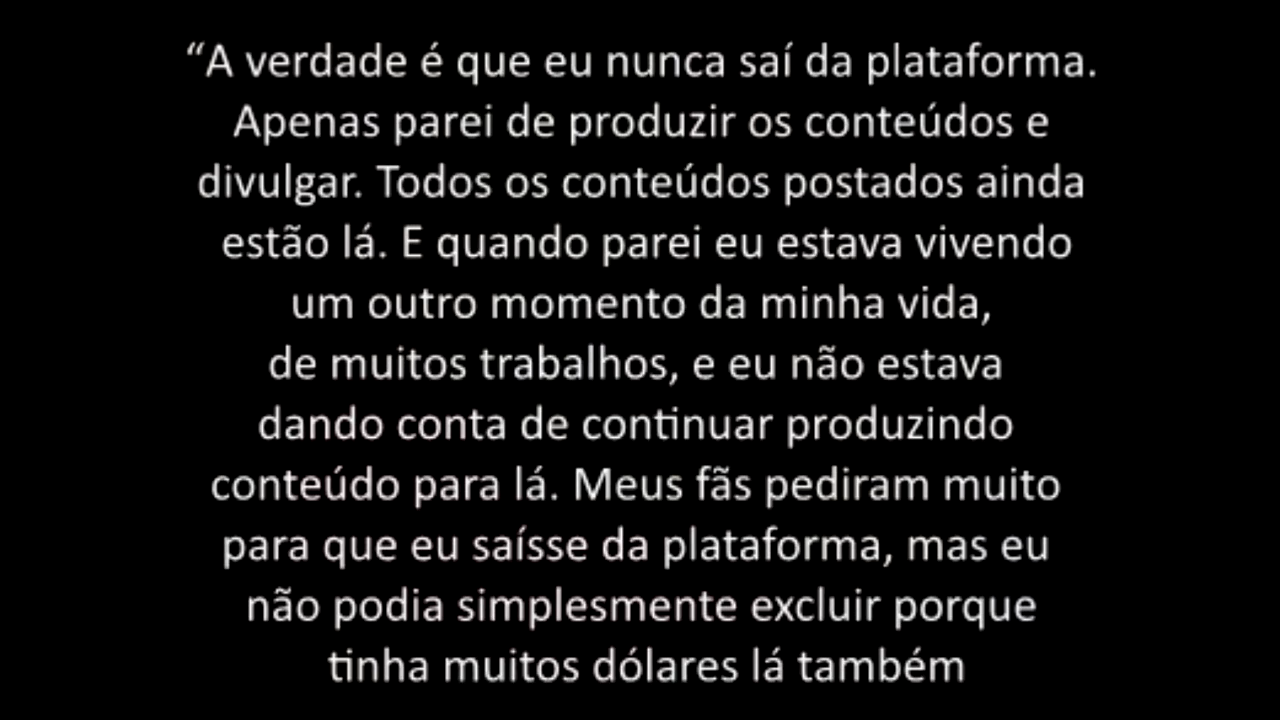 “A verdade é que eu nunca saí da plataforma.
Apenas parei de produzir os conteúdos e
divulgar. Todos os conteúdos postados ainda
estão lá. E quando parei eu estava vivendo
um outro momento da minha vida,
de muitos trabalhos, e eu não estava
dando conta de continuar produzindo
conteúdo para lá. Meus fãs pediram muito
para que eu saísse da plataforma, mas eu
não podia simplesmente excluir porque
tinha muitos dólares lá também